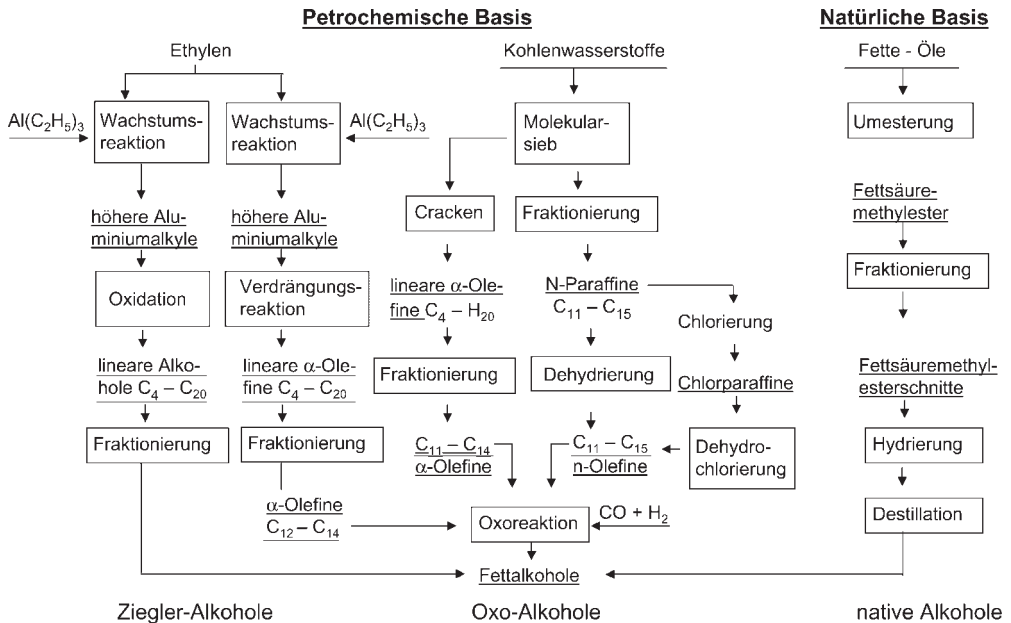 Petrochemische Basis
Natürliche Basis
Ethylen
Kohlenwasserstoffe
Fette - Öle
Al(C₂H₅)₃
Wachstums-
reaktion
Wachstums-
reaktion
Al(C₂H₅)₃
Molekular-
sieb
Umesterung
Cracken
Fraktionierung
Fettsäure-
methylester
höhere Alu-
miniumalkyle
höhere Alu-
miniumalkyle
Fraktionierung
Oxidation
Verdrängungs-
reaktion
lineare α-Ole-
fine C₄ – H₂₀
N-Paraffine
C₁₁ – C₁₅
Chlorierung
lineare Alko-
hole C₄ – C₂₀
lineare α-Ole-
fine C₄ – C₂₀
Fraktionierung
Dehydrierung
Chlorparaffine
Fettsäuremethyl-
esterschnitte
Fraktionierung
Fraktionierung
C₁₁ – C₁₄
α-Olefine
C₁₁ – C₁₅
n-Olefine
Dehydro-
chlorierung
Hydrierung
α-Olefine
C₁₂ – C₁₄
Oxoreaktion
CO + H₂
Destillation
Fettalkohole
Ziegler-Alkohole
Oxo-Alkohole
native Alkohole